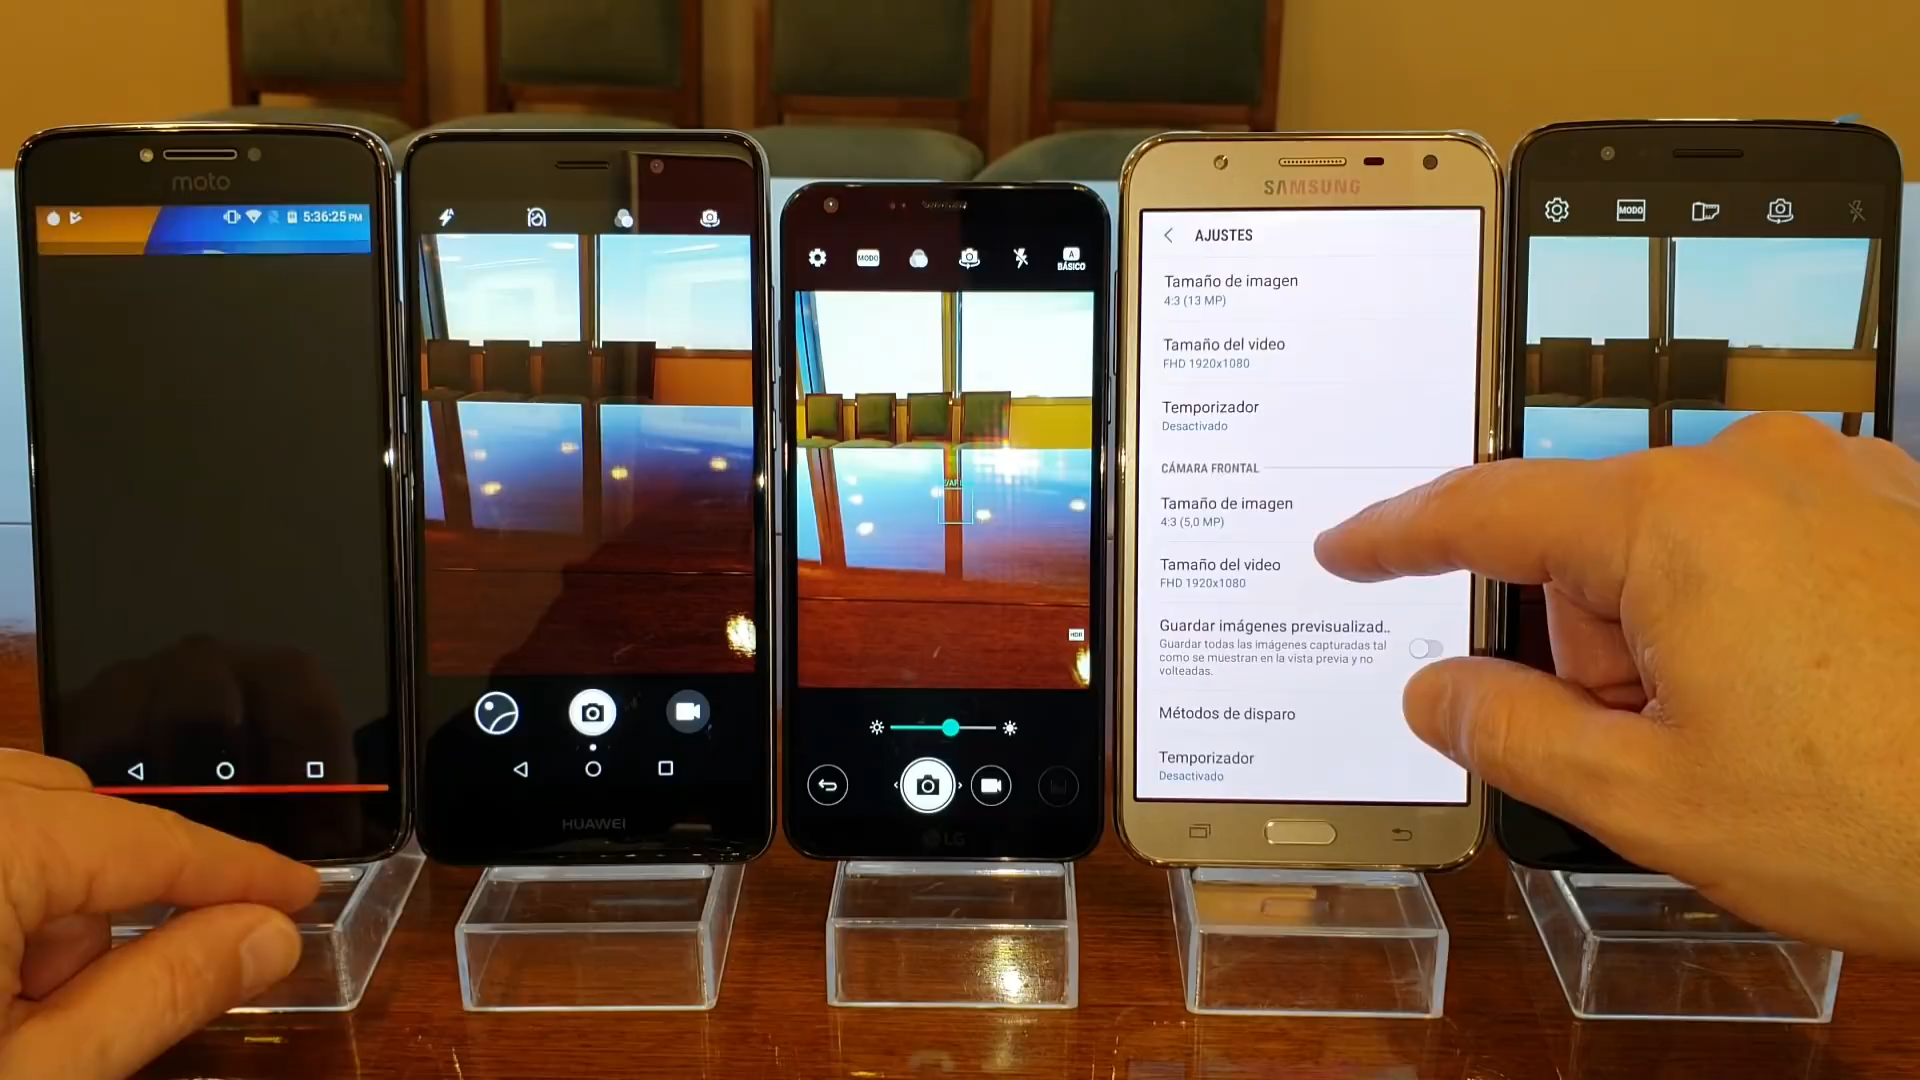 moto
5:36:25 PM
HUAWEI
MODO
A
BÁSICO
HDR
LG
SAMSUNG
AJUSTES
Tamaño de imagen
4:3 (13 MP)
Tamaño del video
FHD 1920x1080
Temporizador
Desactivado
CÁMARA FRONTAL
Tamaño de imagen
4:3 (5,0 MP)
Tamaño del video
FHD 1920x1080
Guardar imágenes previsualizad..
Guardar todas las imágenes capturadas tal
como se muestran en la vista previa y no
volteadas.
Métodos de disparo
Temporizador
Desactivado
MODO